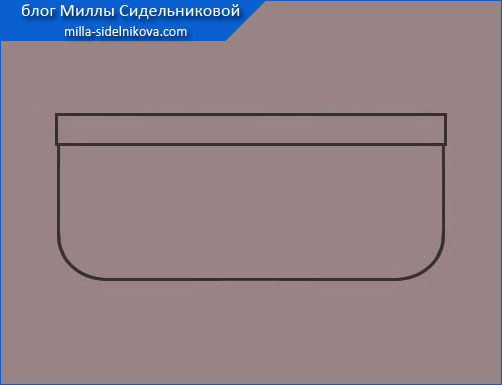 блог Миллы Сидельниковой
milla-sidelnikova.com